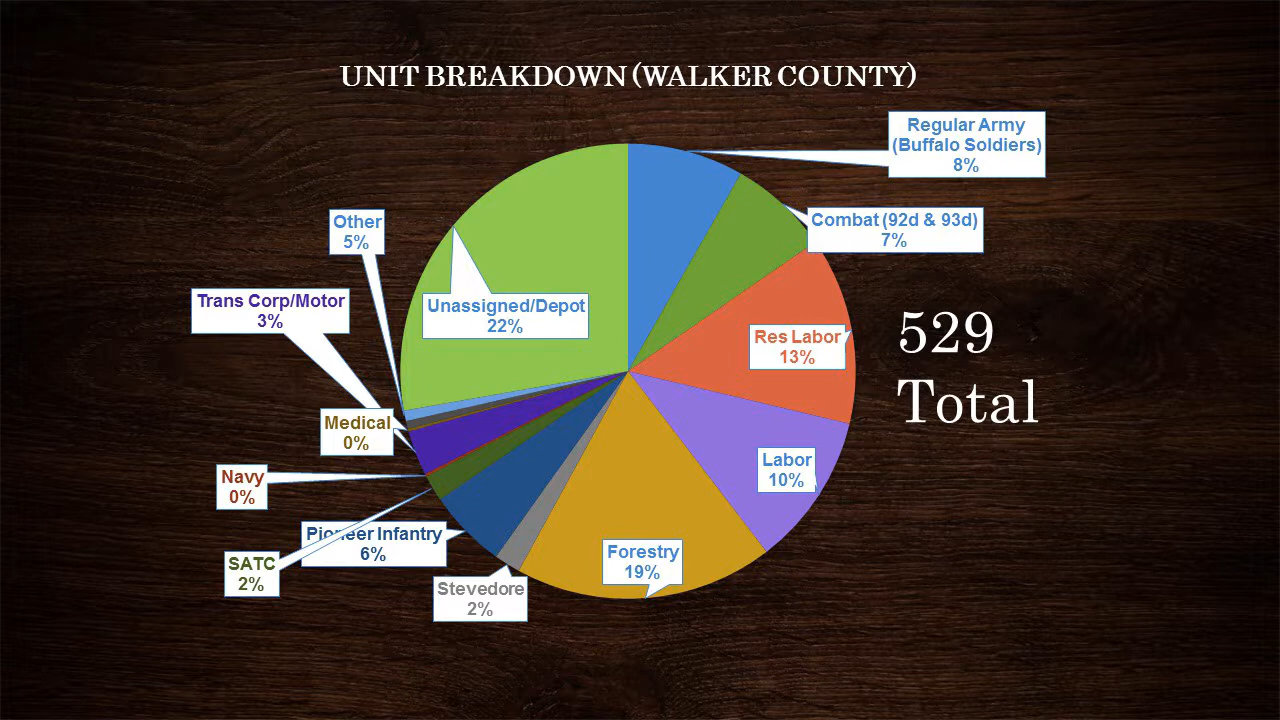 UNIT BREAKDOWN (WALKER COUNTY)
Regular Army
(Buffalo Soldiers)
8%
Combat (92d & 93d)
7%
Res Labor
13%
Labor
10%
Forestry
19%
Stevedore
2%
Pioneer Infantry
6%
SATC
2%
Navy
0%
Medical
0%
Trans Corp/Motor
3%
Other
5%
Unassigned/Depot
22%
529
Total